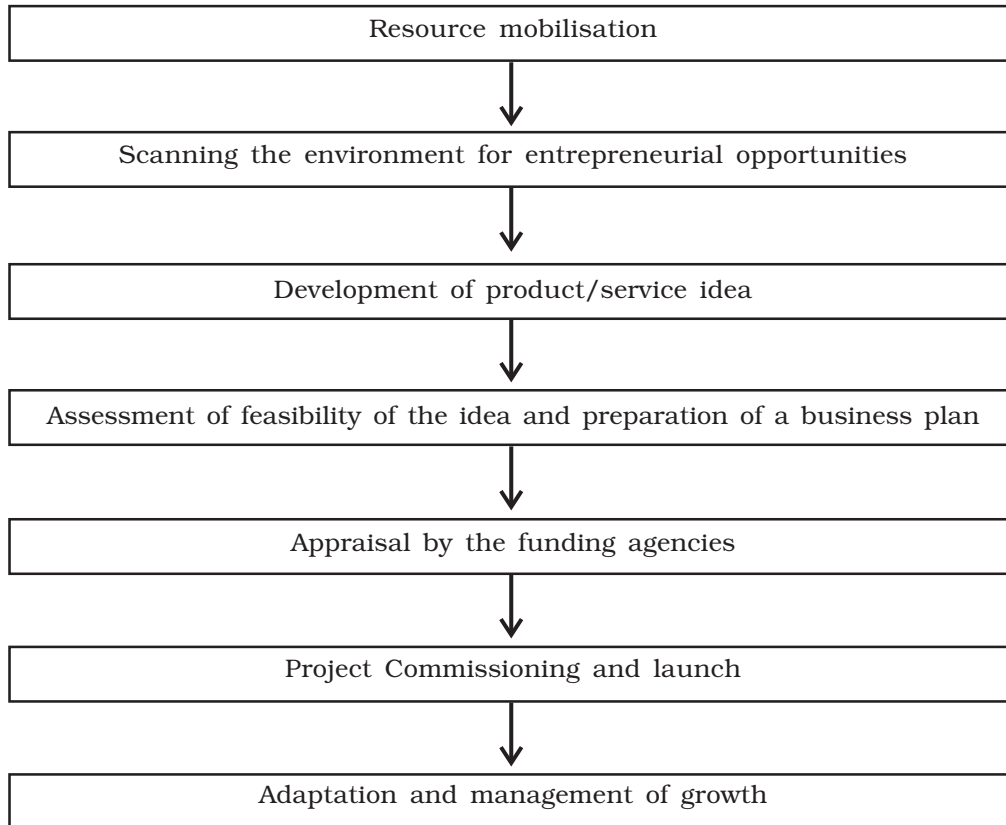 Resource mobilisation
Scanning the environment for entrepreneurial opportunities
Development of product/service idea
Assessment of feasibility of the idea and preparation of a business plan
Appraisal by the funding agencies
Project Commissioning and launch
Adaptation and management of growth